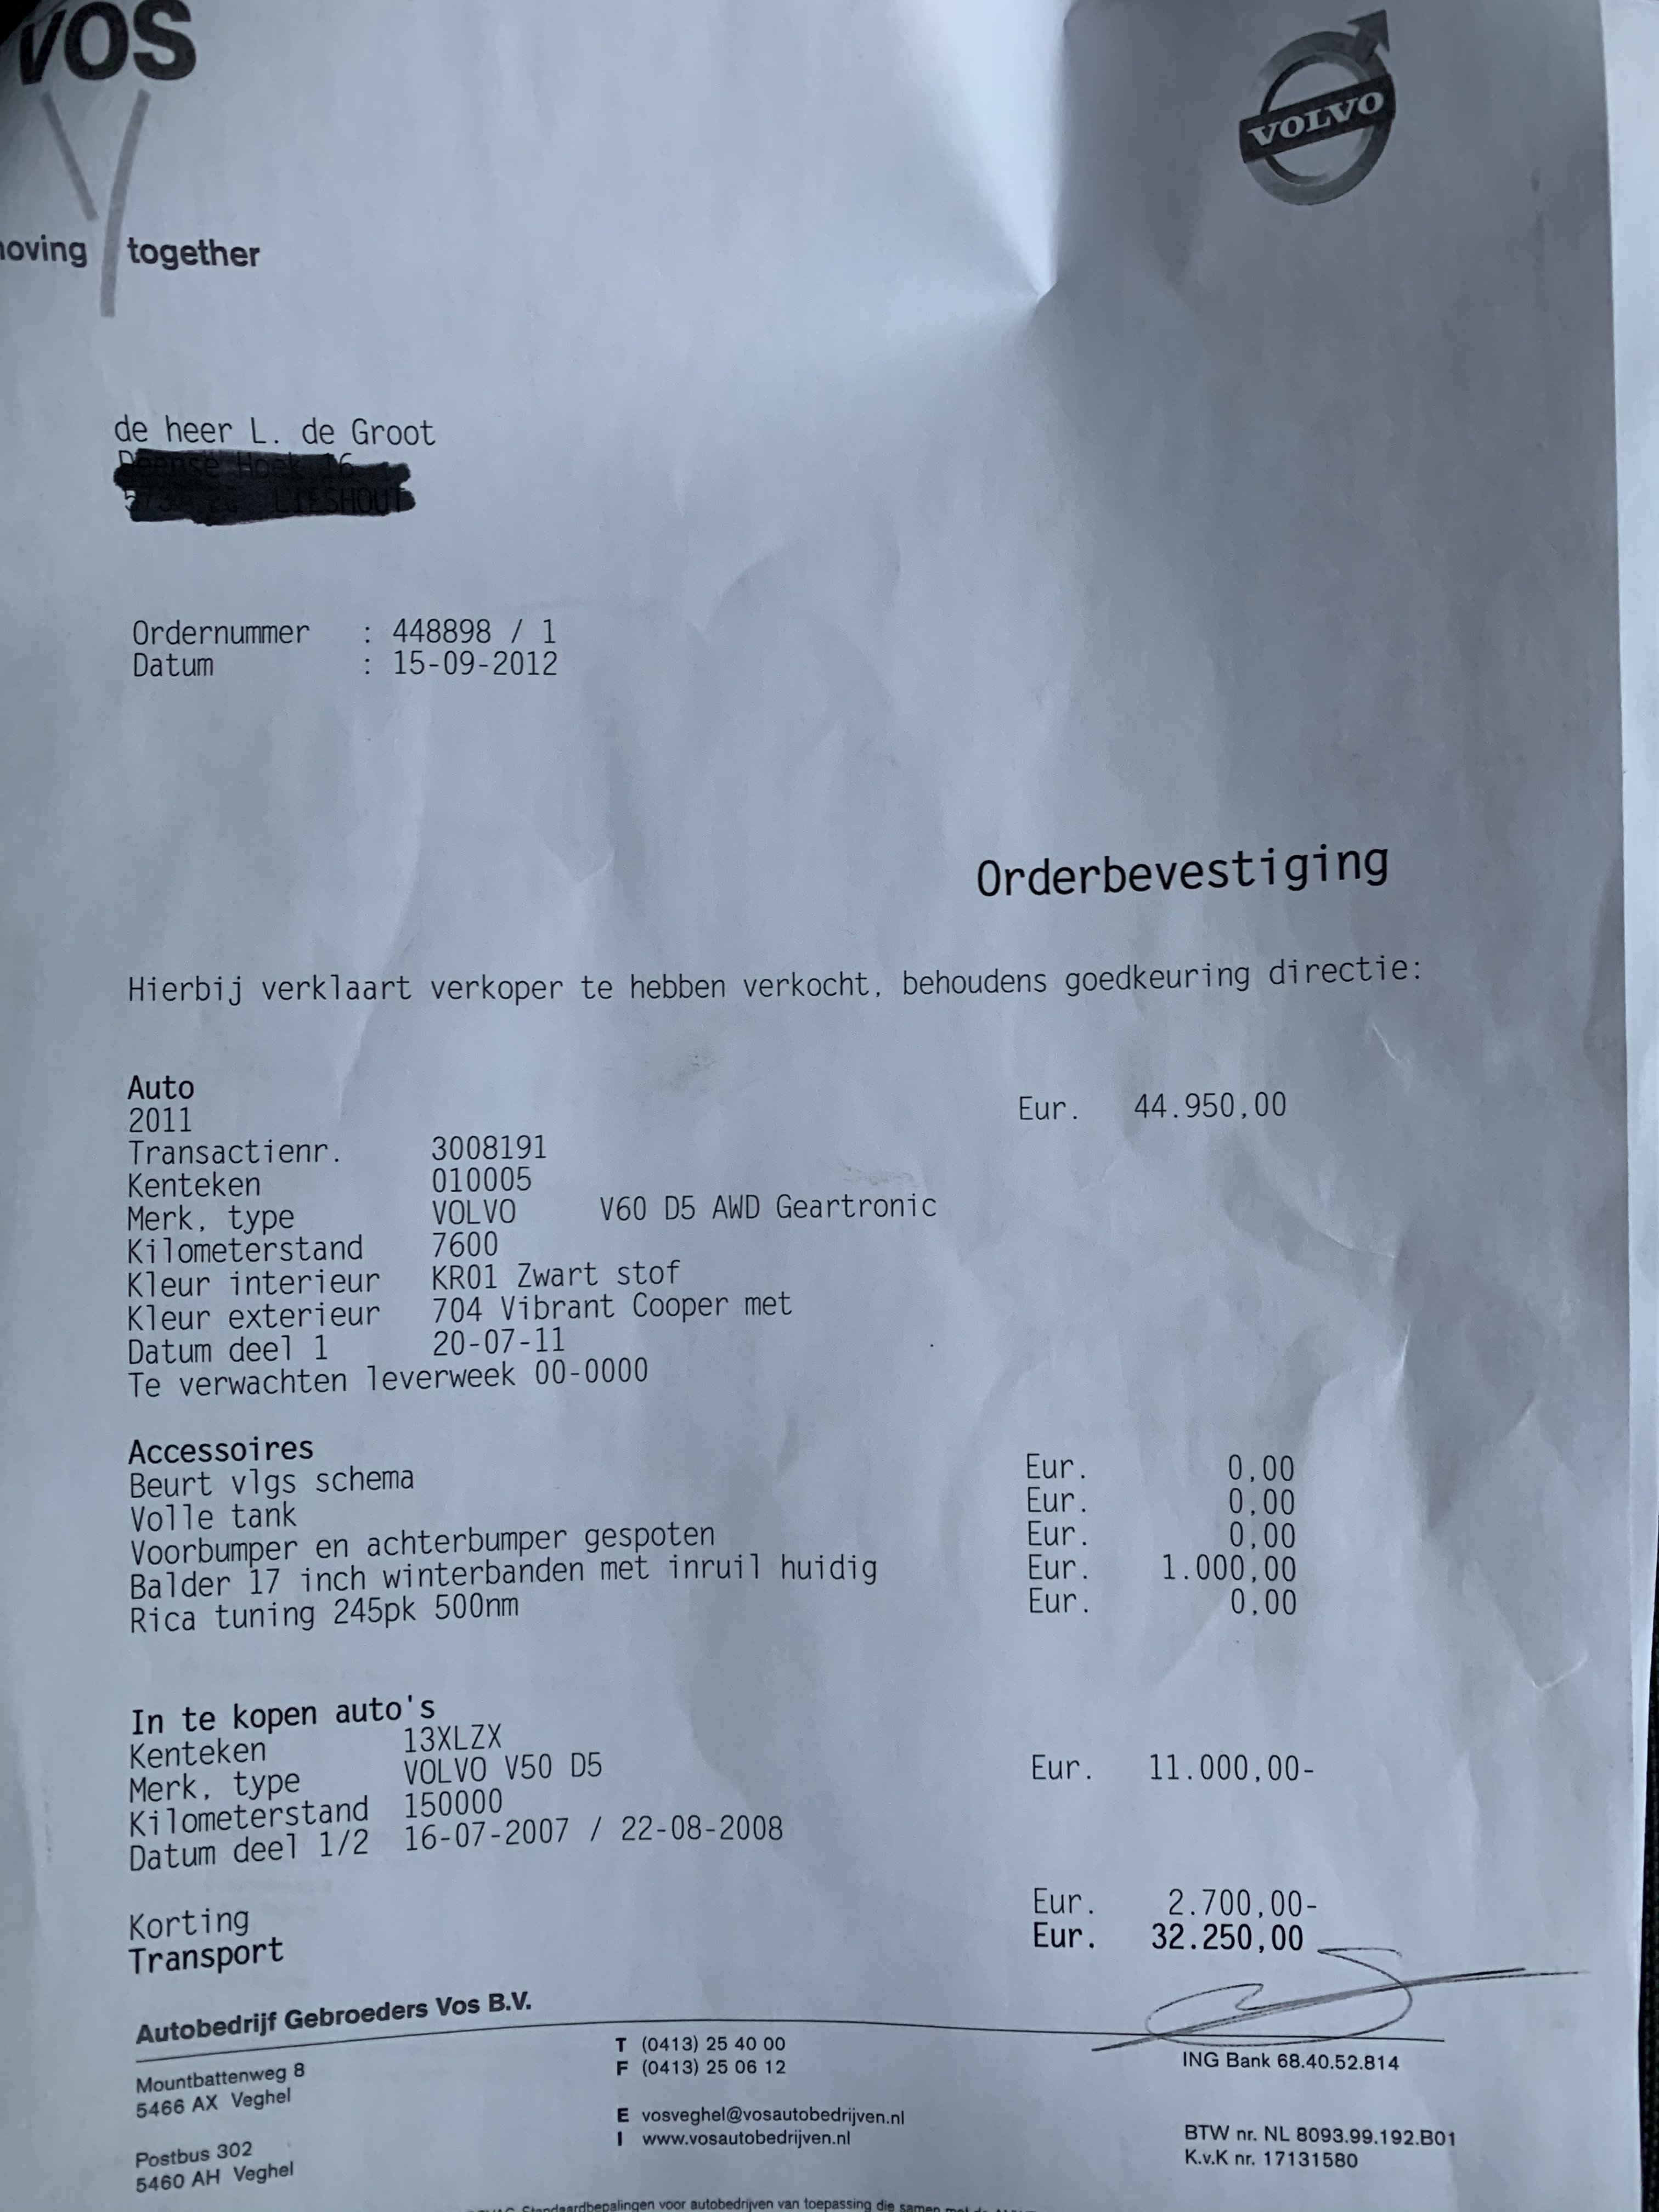 VOS
VOLVO
together
de heer L. de Groot
Ordernummer : 448898 / 1
Datum : 15-09-2012
Orderbevestiging
Hierbij verklaart verkoper te hebben verkocht, behoudens goedkeuring directie:
Auto
2011 Eur. 44.950,00
Transactienr. 3008191
Kenteken 010005
Merk, type VOLVO V60 D5 AWD Geartronic
Kilometerstand 7600
Kleur interieur KR01 Zwart stof
Kleur exterieur 704 Vibrant Cooper met
Datum deel 1 20-07-11
Te verwachten leverweek 00-0000
Accessoires
Beurt vlgs schema Eur. 0,00
Volle tank Eur. 0,00
Voorbumper en achterbumper gespoten Eur. 0,00
Balder 17 inch winterbanden met inruil huidig Eur. 1.000,00
Rica tuning 245pk 500nm Eur. 0,00
In te kopen auto's
Kenteken 13XLZX
Merk, type VOLVO V50 D5 Eur. 11.000,00-
Kilometerstand 150000
Datum deel 1/2 16-07-2007 / 22-08-2008
Korting Eur. 2.700,00-
Transport Eur. 32.250,00
Autobedrijf Gebroeders Vos B.V.
Mountbattenweg 8
5466 AX Veghel
Postbus 302
5460 AH Veghel
T (0413) 25 40 00
F (0413) 25 06 12
E vosveghel@vosautobedrijven.nl
I www.vosautobedrijven.nl
ING Bank 68.40.52.814
BTW nr. NL 8093.99.192.B01
K.v.K nr. 17131580
Standaardbepalingen voor autobedrijven van toepassing die samen